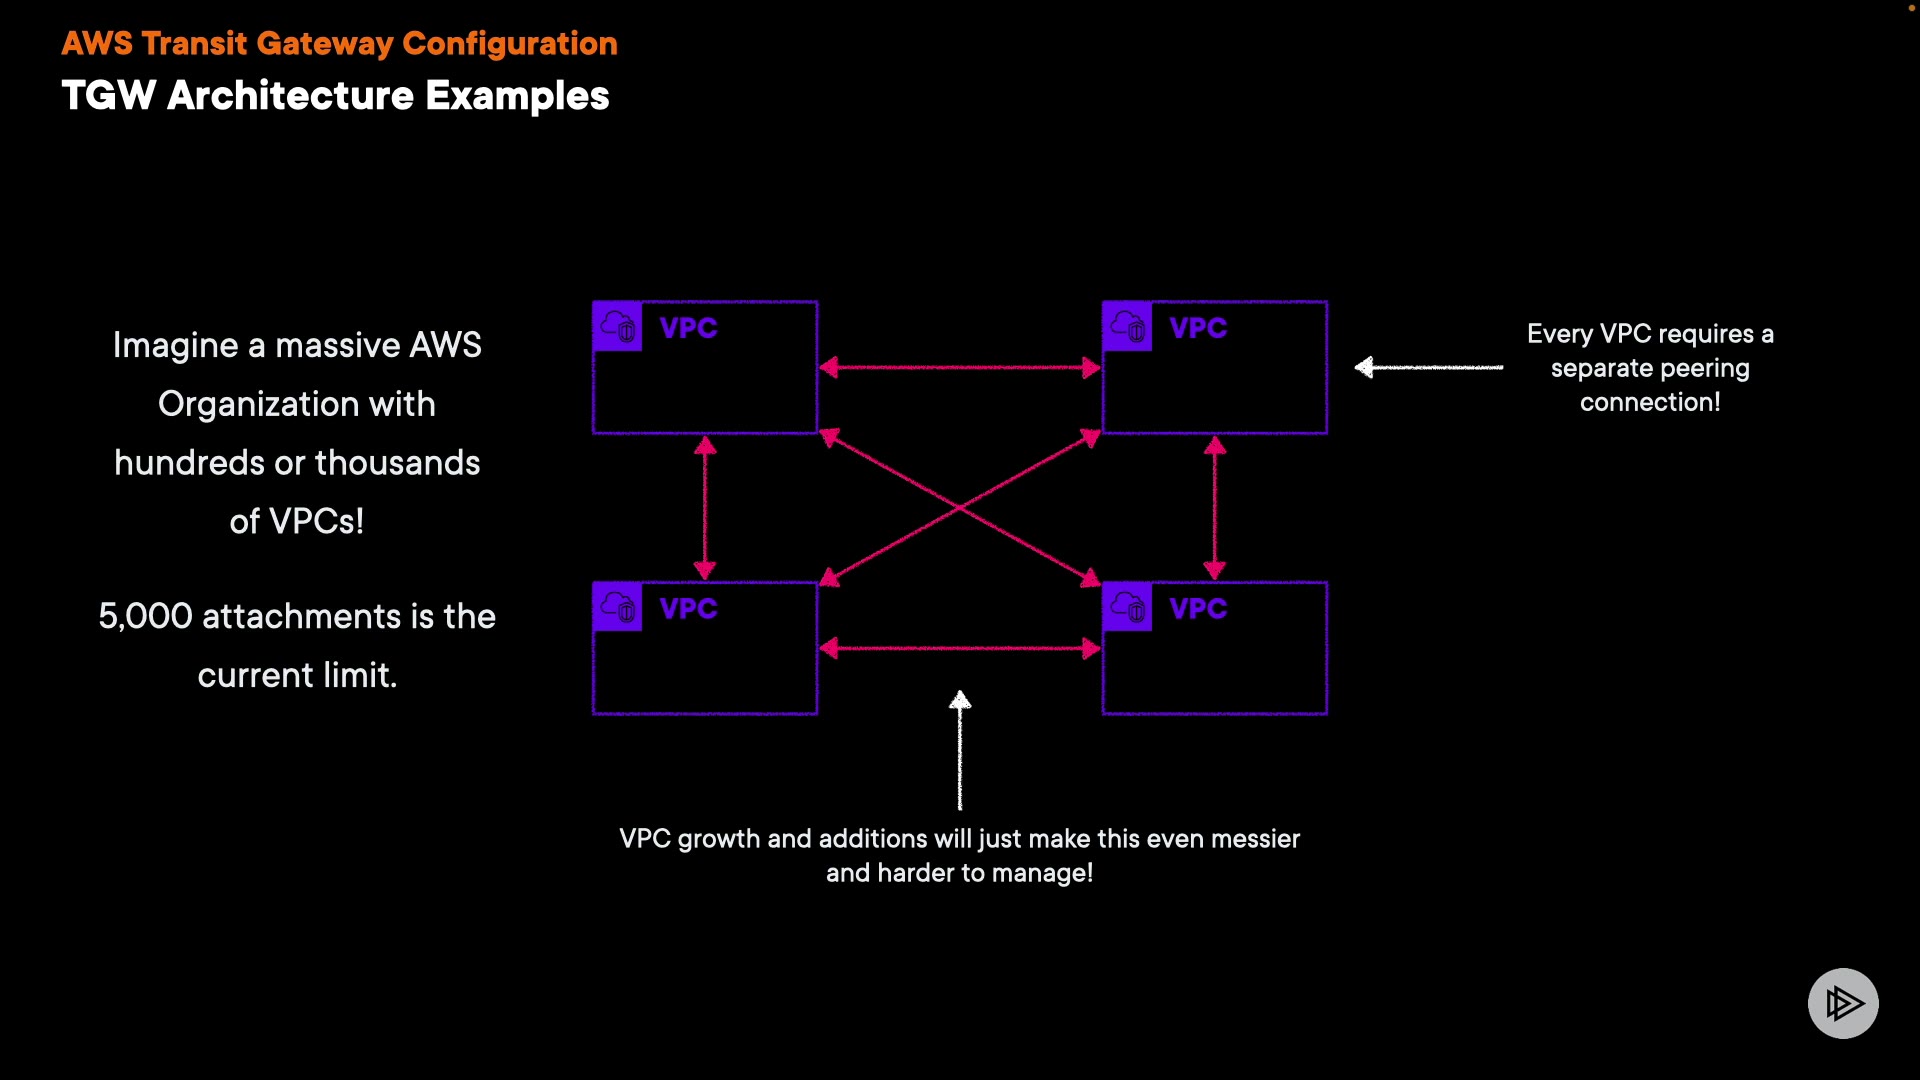 AWS Transit Gateway Configuration
TGW Architecture Examples
Imagine a massive AWS
Organization with
hundreds or thousands
of VPCs!
5,000 attachments is the
current limit.
VPC
VPC
VPC
VPC
Every VPC requires a
separate peering
connection!
VPC growth and additions will just make this even messier
and harder to manage!